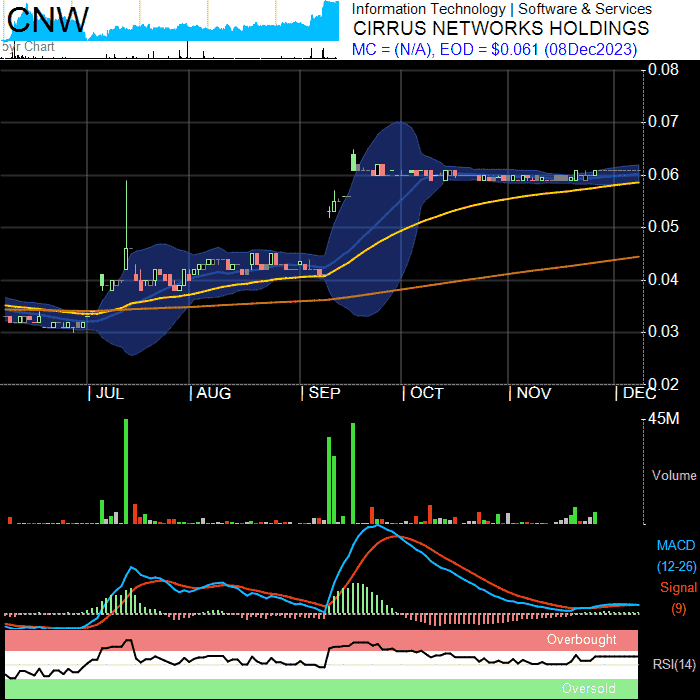 CNW
5yr Chart
Information Technology | Software & Services
CIRRUS NETWORKS HOLDINGS
MC = (N/A), EOD = $0.061 (08Dec2023)
0.08
0.07
0.06
0.05
0.04
0.03
0.02
JUL
AUG
SEP
OCT
NOV
DEC
45M
Volume
MACD
(12-26)
Signal
(9)
Overbought
RSI(14)
Oversold